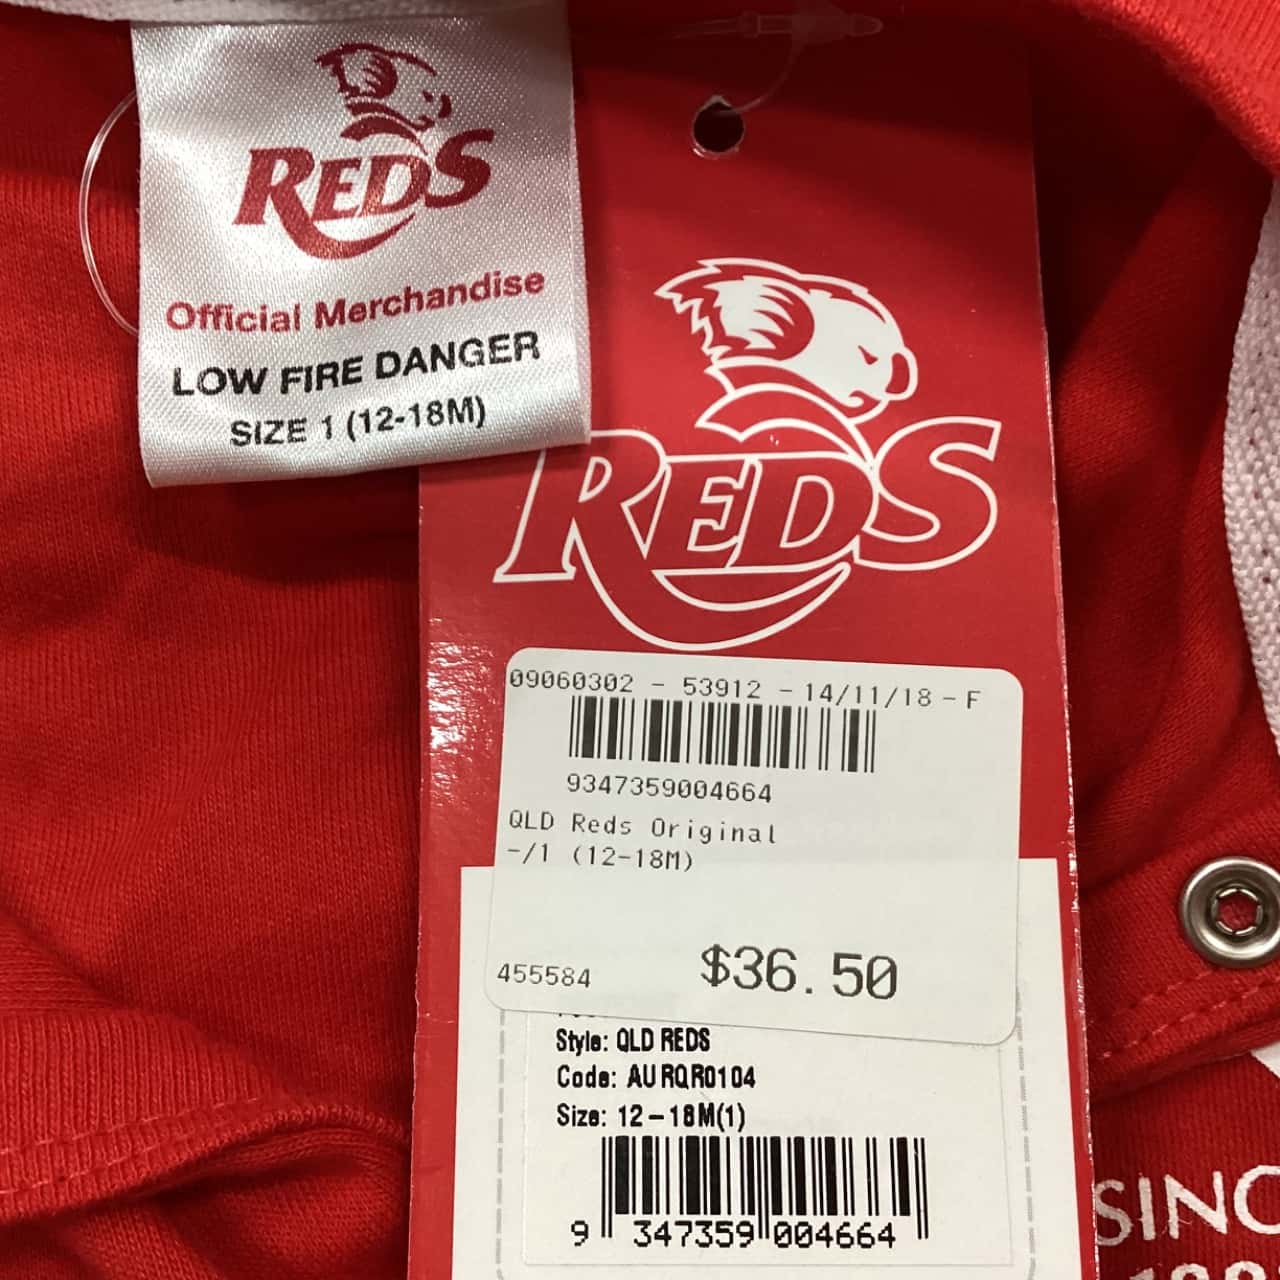 REDS
Official Merchandise
LOW FIRE DANGER
SIZE 1 (12-18M)
REDS
09060302 - 53912 - 14/11/18 - F
9347359004664
QLD Reds Original
-/1 (12-18M)
455584
$36.50
Style: QLD REDS
Code: AURQR0104
Size: 12-18M(1)
9 347359 004664